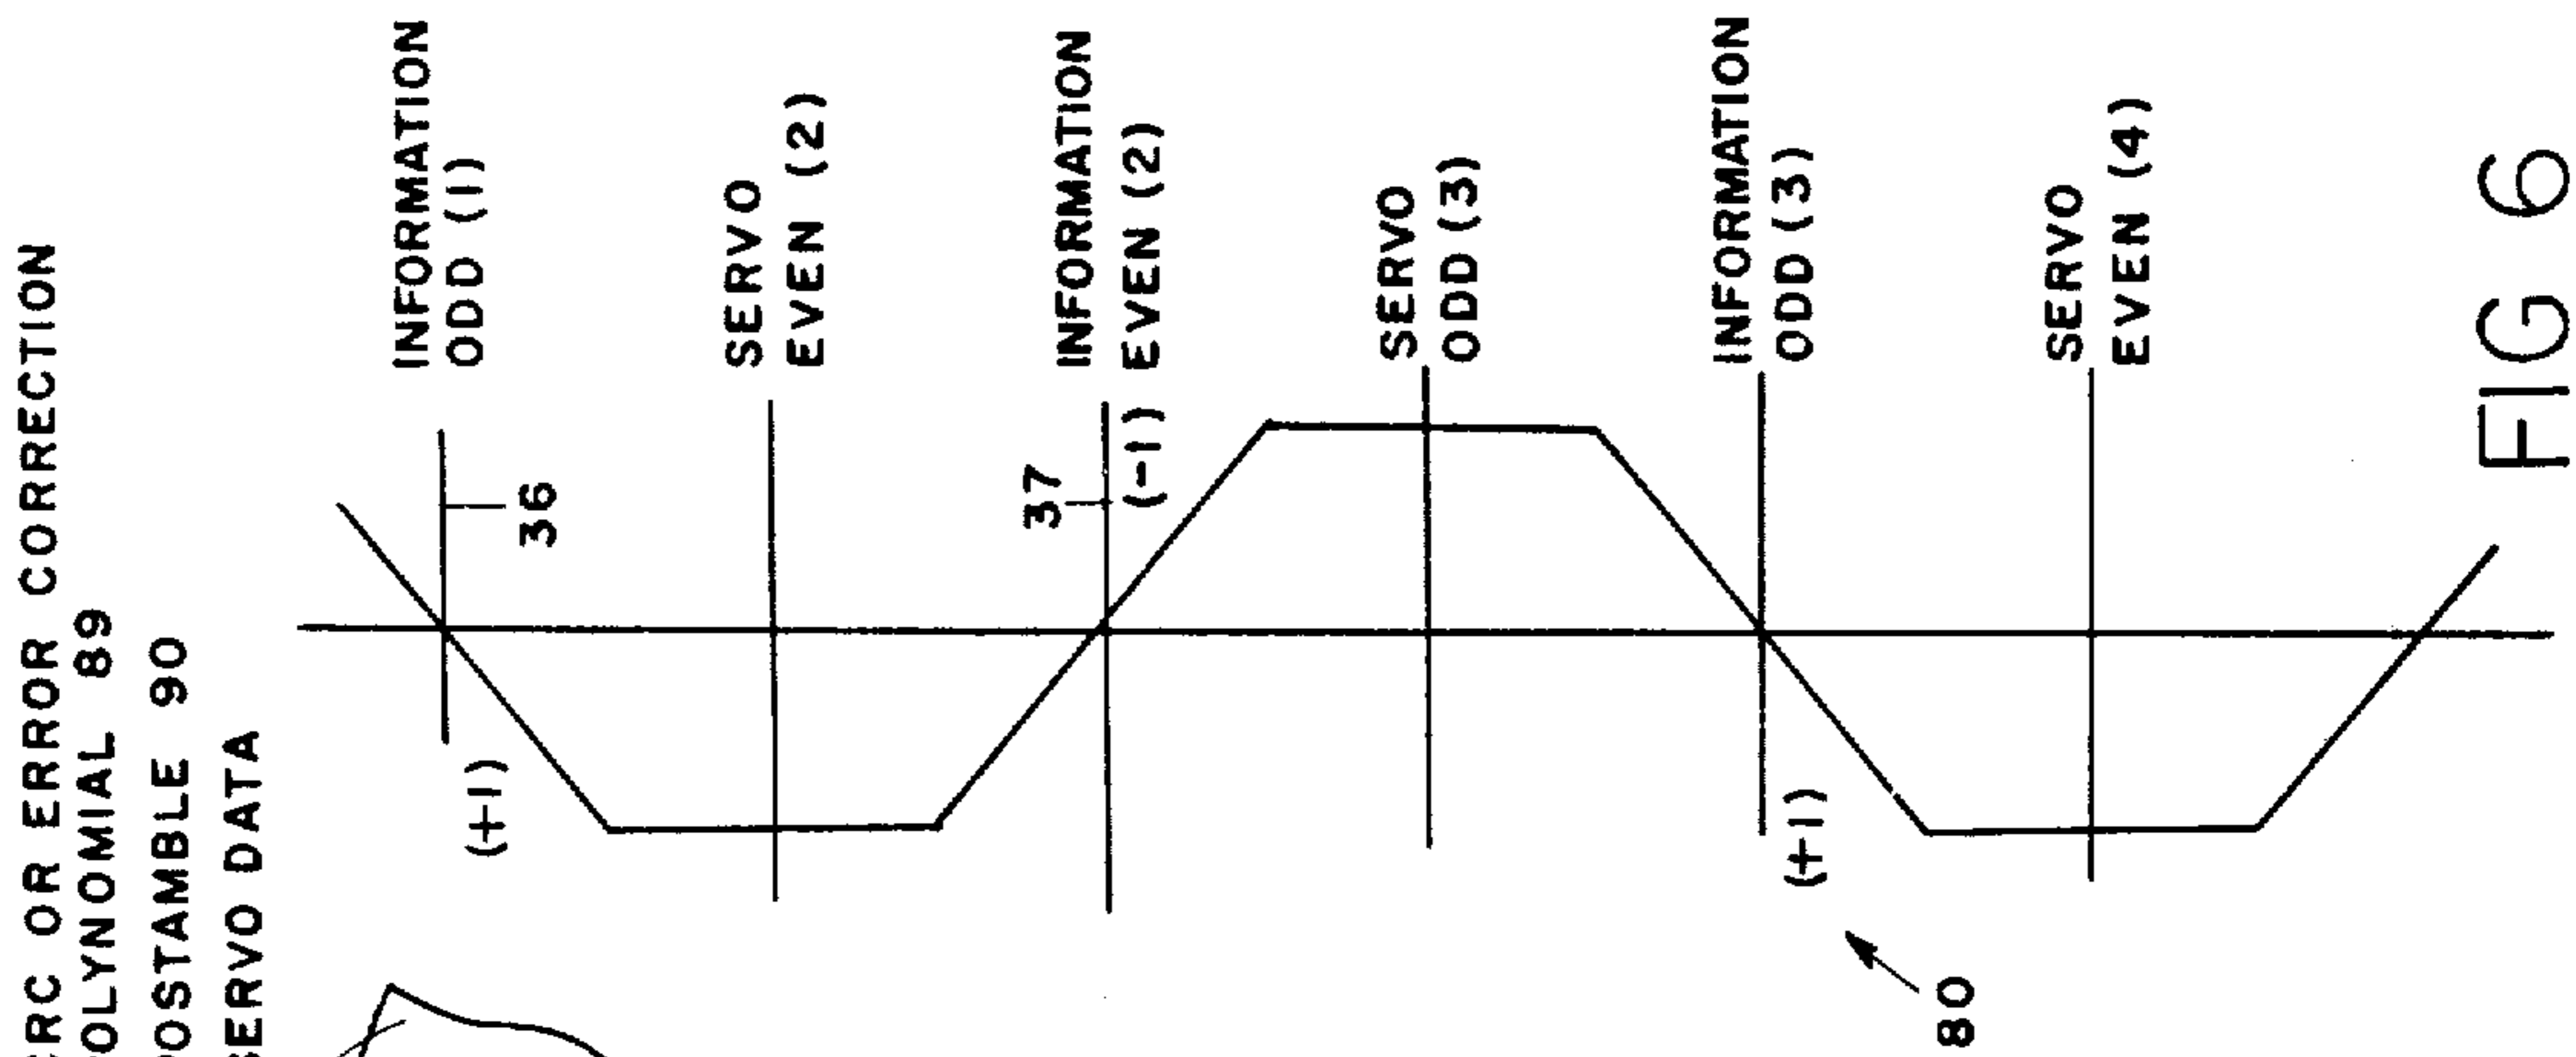 CRC OR ERROR CORRECTION
POLYNOMIAL 89
POSTAMBLE 90
SERVO DATA
INFORMATION
ODD (1)
36
(+1)
SERVO
EVEN (2)
INFORMATION
EVEN (2)
37
(-1)
SERVO
ODD (3)
INFORMATION
ODD (3)
(+1)
80
SERVO
EVEN (4)
FIG 6